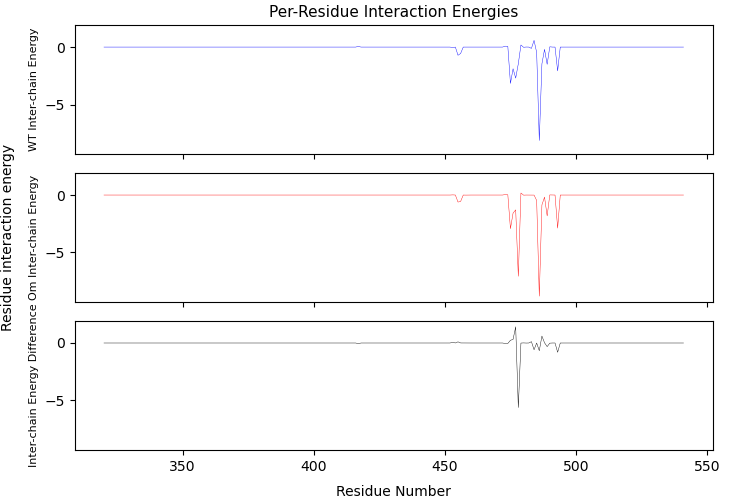 Per-Residue Interaction Energies
Residue interaction energy
WT Inter-chain Energy
0
−5
Om Inter-chain Energy
0
−5
Inter-chain Energy Difference
0
−5
350
400
450
500
550
Residue Number